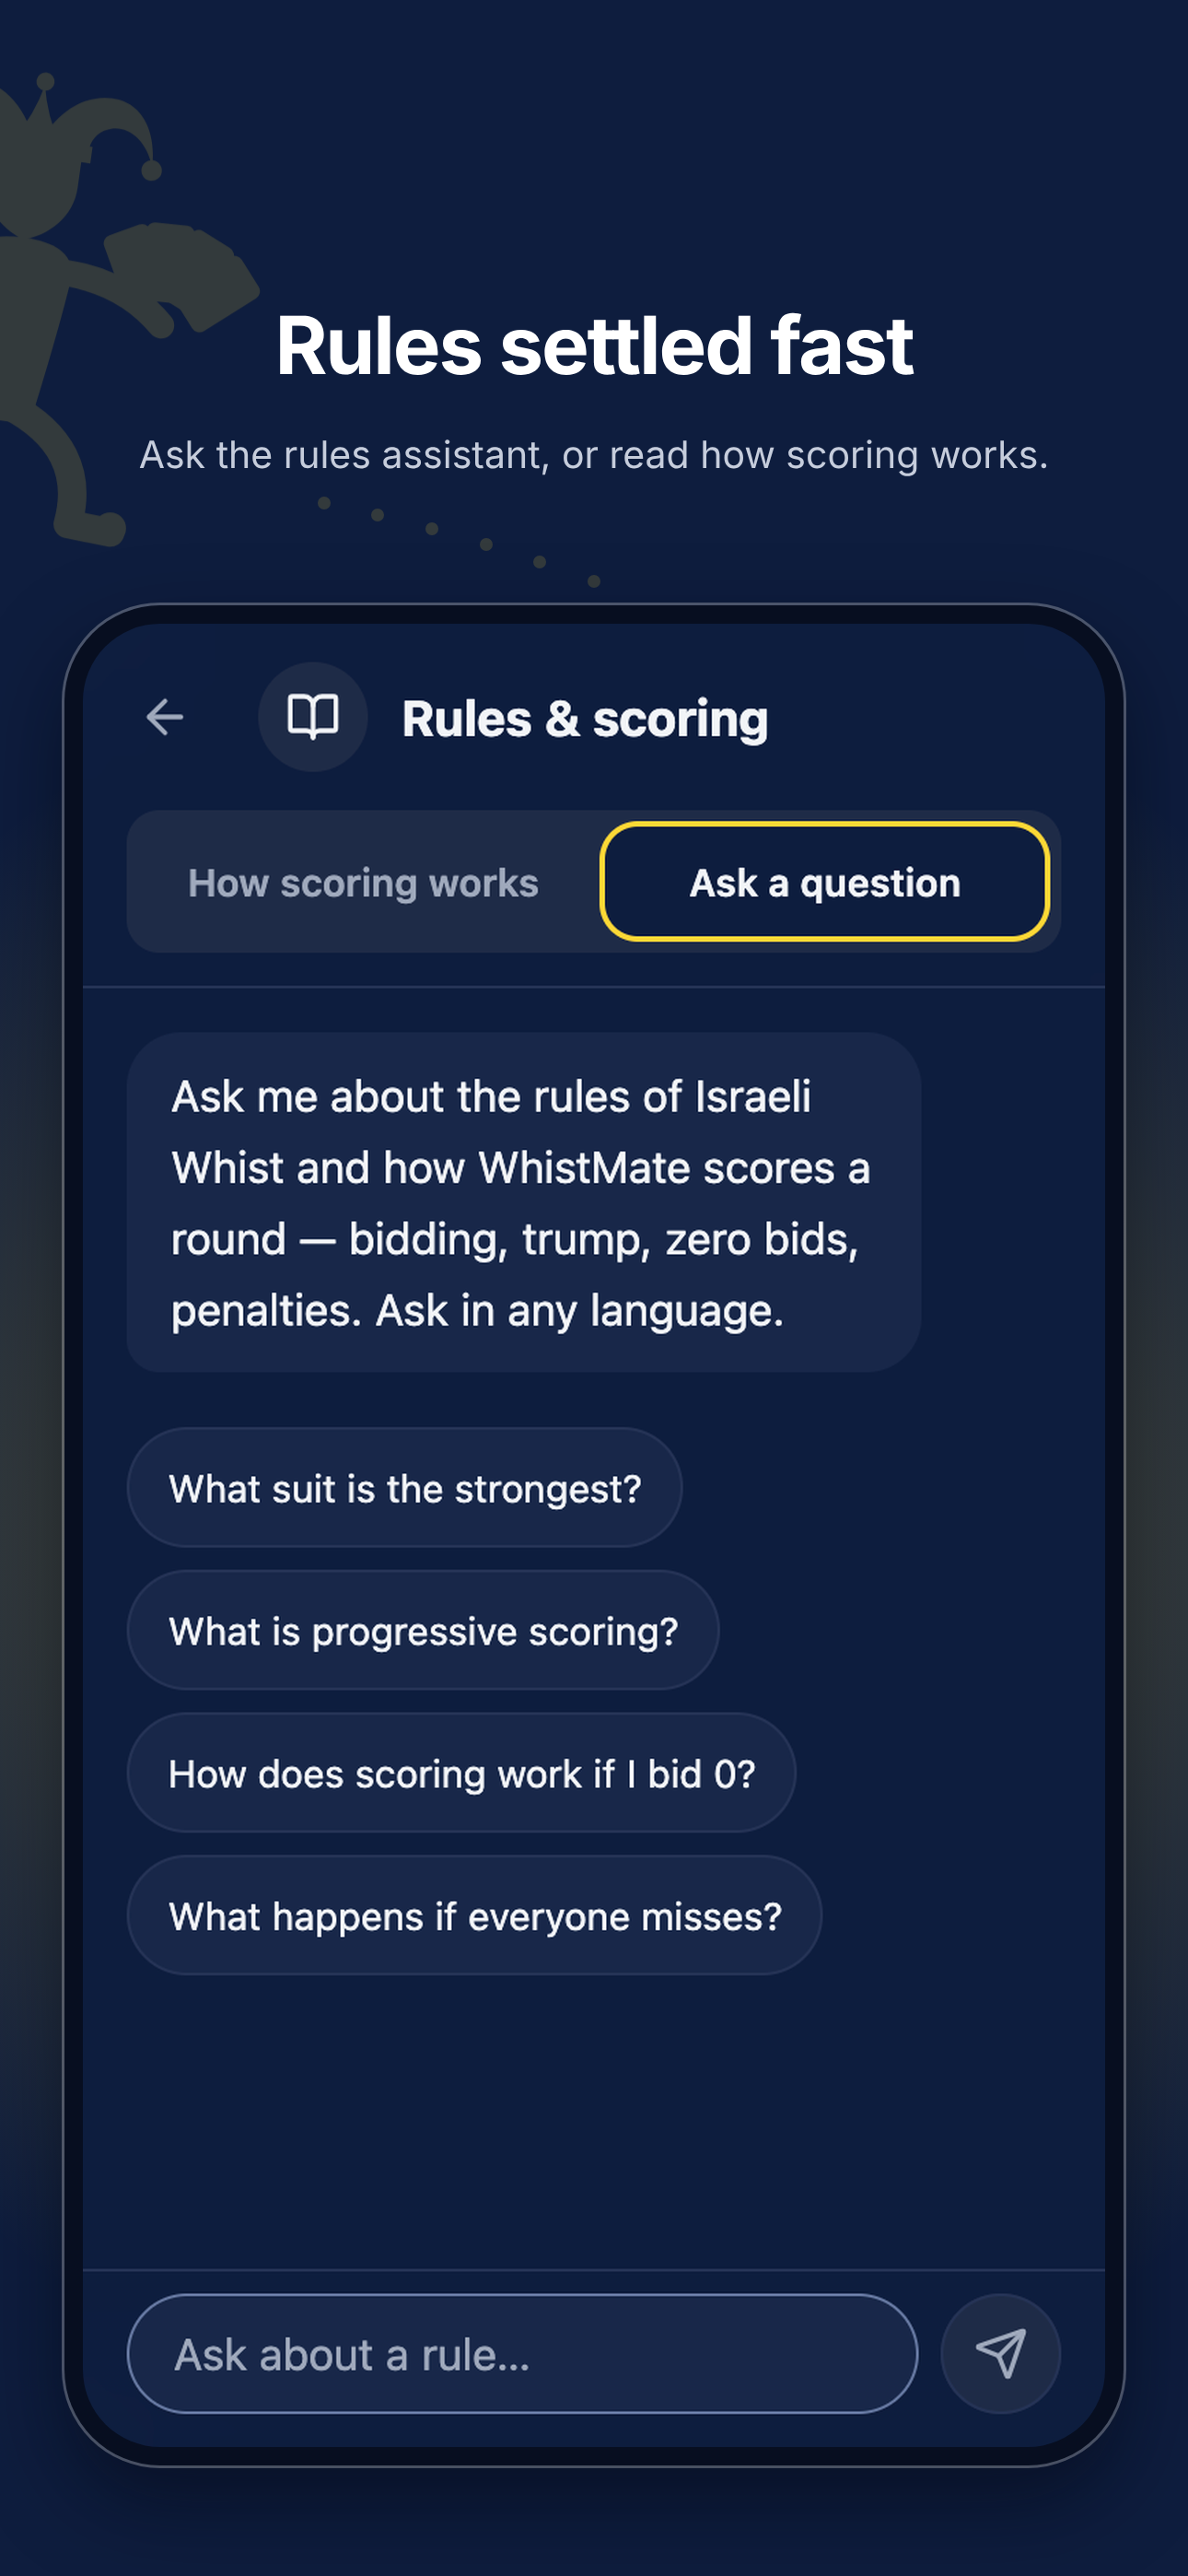 Rules settled fast
Ask the rules assistant, or read how scoring works.
Rules & scoring
How scoring works
Ask a question
Ask me about the rules of Israeli
Whist and how WhistMate scores a
round — bidding, trump, zero bids,
penalties. Ask in any language.
What suit is the strongest?
What is progressive scoring?
How does scoring work if I bid 0?
What happens if everyone misses?
Ask about a rule...